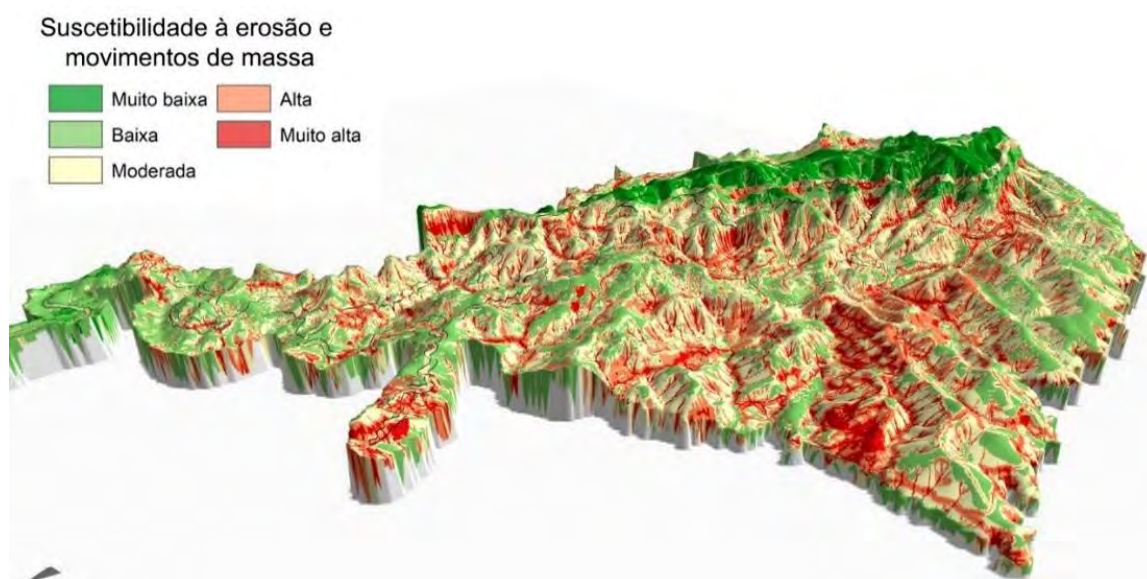 Suscetibilidade à erosão e
movimentos de massa
Muito baixa
Baixa
Moderada
Alta
Muito alta